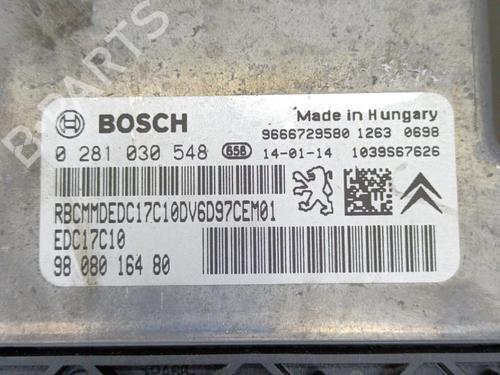 BOSCH
Made in Hungary
9666729580 1263 0698
0 281 030 548 658 14-01-14 1039S67626
RBCMMDEDC17C10DV6D97CEM01
EDC17C10
98 080 164 80
B PARTS